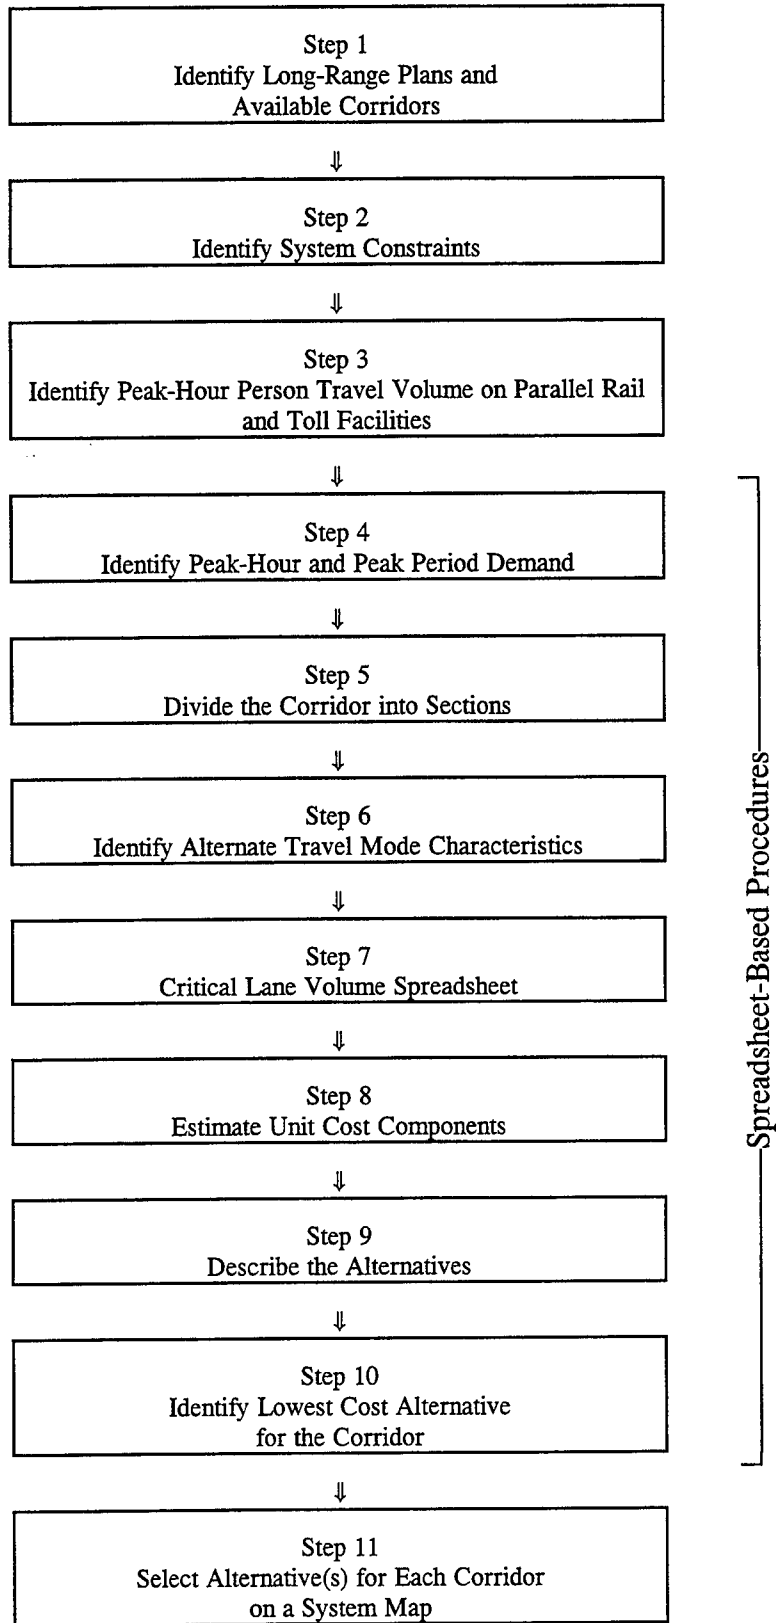 Step 1
Identify Long-Range Plans and
Available Corridors
⇓
Step 2
Identify System Constraints
⇓
Step 3
Identify Peak-Hour Person Travel Volume on Parallel Rail
and Toll Facilities
⇓
Step 4
Identify Peak-Hour and Peak Period Demand
⇓
Step 5
Divide the Corridor into Sections
⇓
Step 6
Identify Alternate Travel Mode Characteristics
⇓
Step 7
Critical Lane Volume Spreadsheet
⇓
Step 8
Estimate Unit Cost Components
⇓
Step 9
Describe the Alternatives
⇓
Step 10
Identify Lowest Cost Alternative
for the Corridor
⇓
Step 11
Select Alternative(s) for Each Corridor
on a System Map
Spreadsheet-Based Procedures